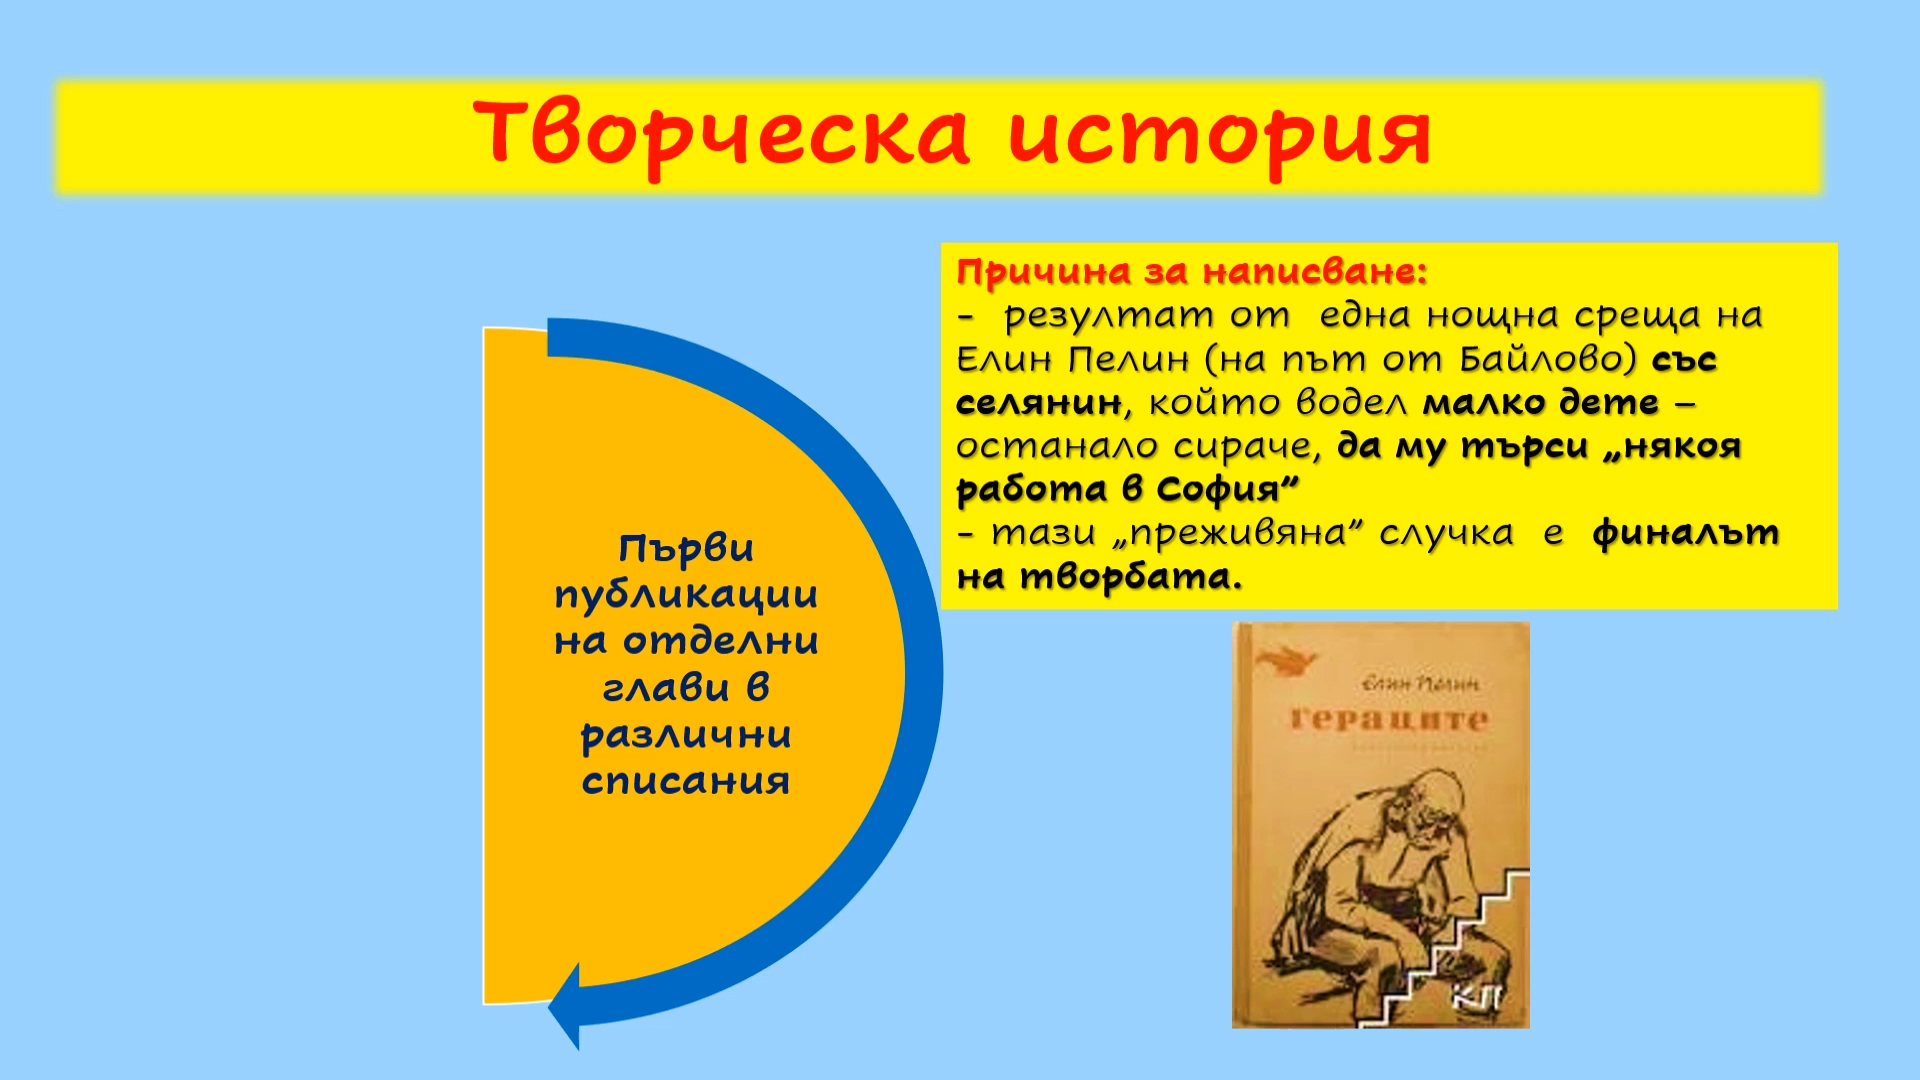 Творческа история
Причина за написване:
- резултат от една нощна среща на
Елин Пелин (на път от Байлово) със
селянин, който водел малко дете –
останало сираче, да му търси „някоя
работа в София”
- тази „преживяна” случка е финалът
на творбата.
Първи
публикации
на отделни
глави в
различни
списания
Елин Пелин
гераците
КЛ